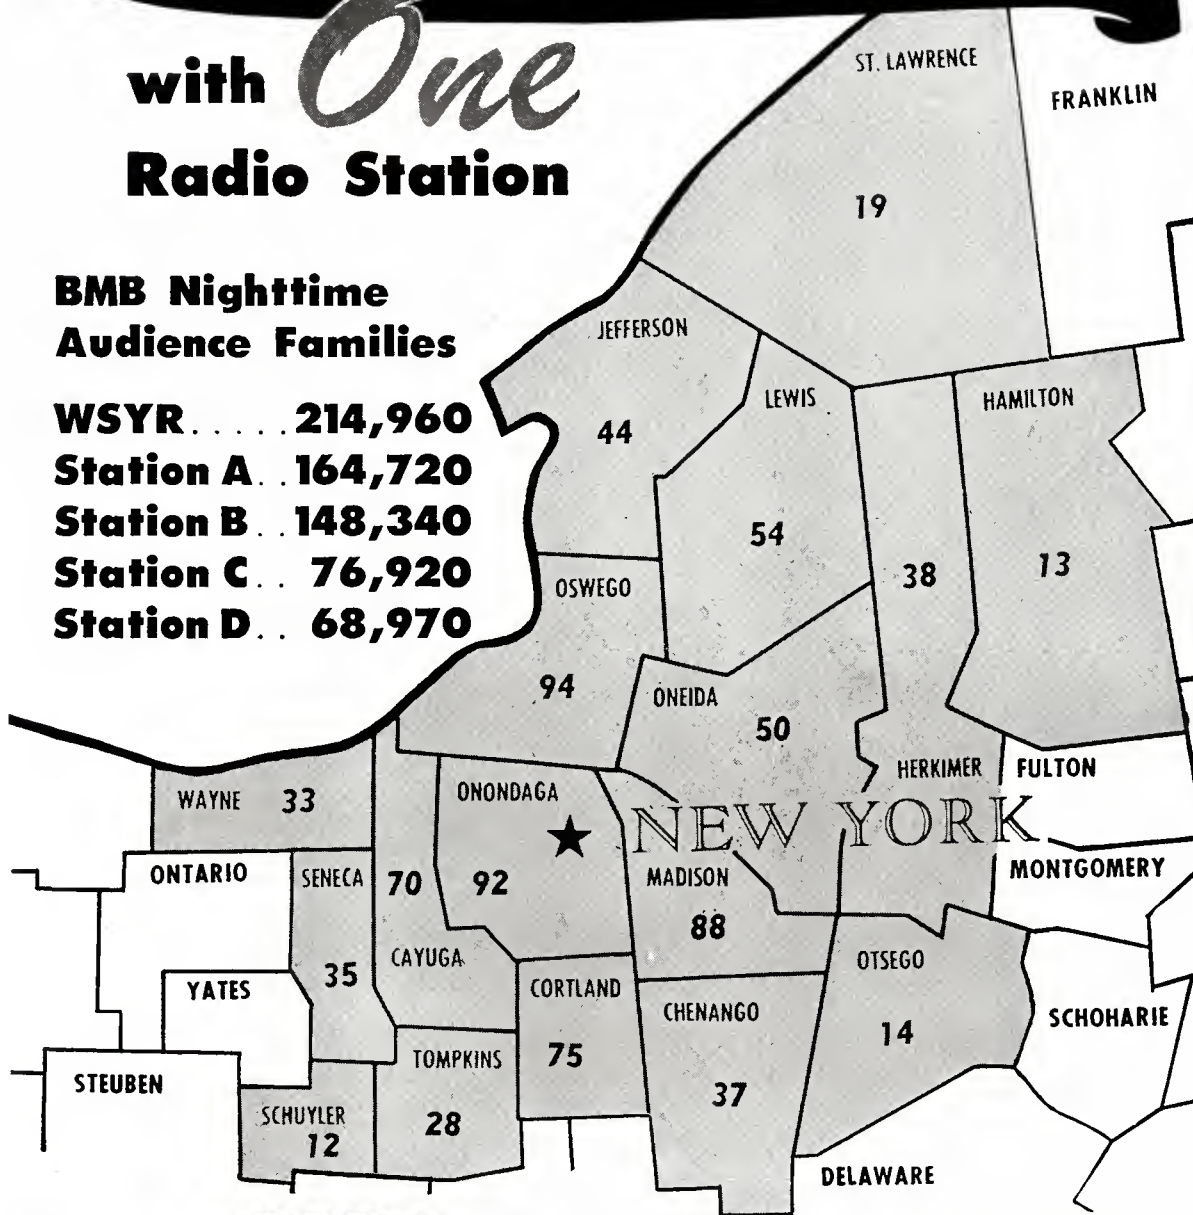 with One
Radio Station
BMB Nighttime
Audience Families
WSYR.....214,960
Station A..164,720
Station B..148,340
Station C.. 76,920
Station D.. 68,970
ST. LAWRENCE
19
FRANKLIN
JEFFERSON
44
LEWIS
54
38
HAMILTON
13
OSWEGO
94
ONEIDA
50
HERKIMER
FULTON
WAYNE 33
ONONDAGA
92
NEW YORK
ONTARIO
SENECA
35
70
CAYUGA
MADISON
88
MONTGOMERY
YATES
CORTLAND
75
CHENANGO
37
OTSEGO
14
SCHOHARIE
STEUBEN
TOMPKINS
28
SCHUYLER
12
DELAWARE